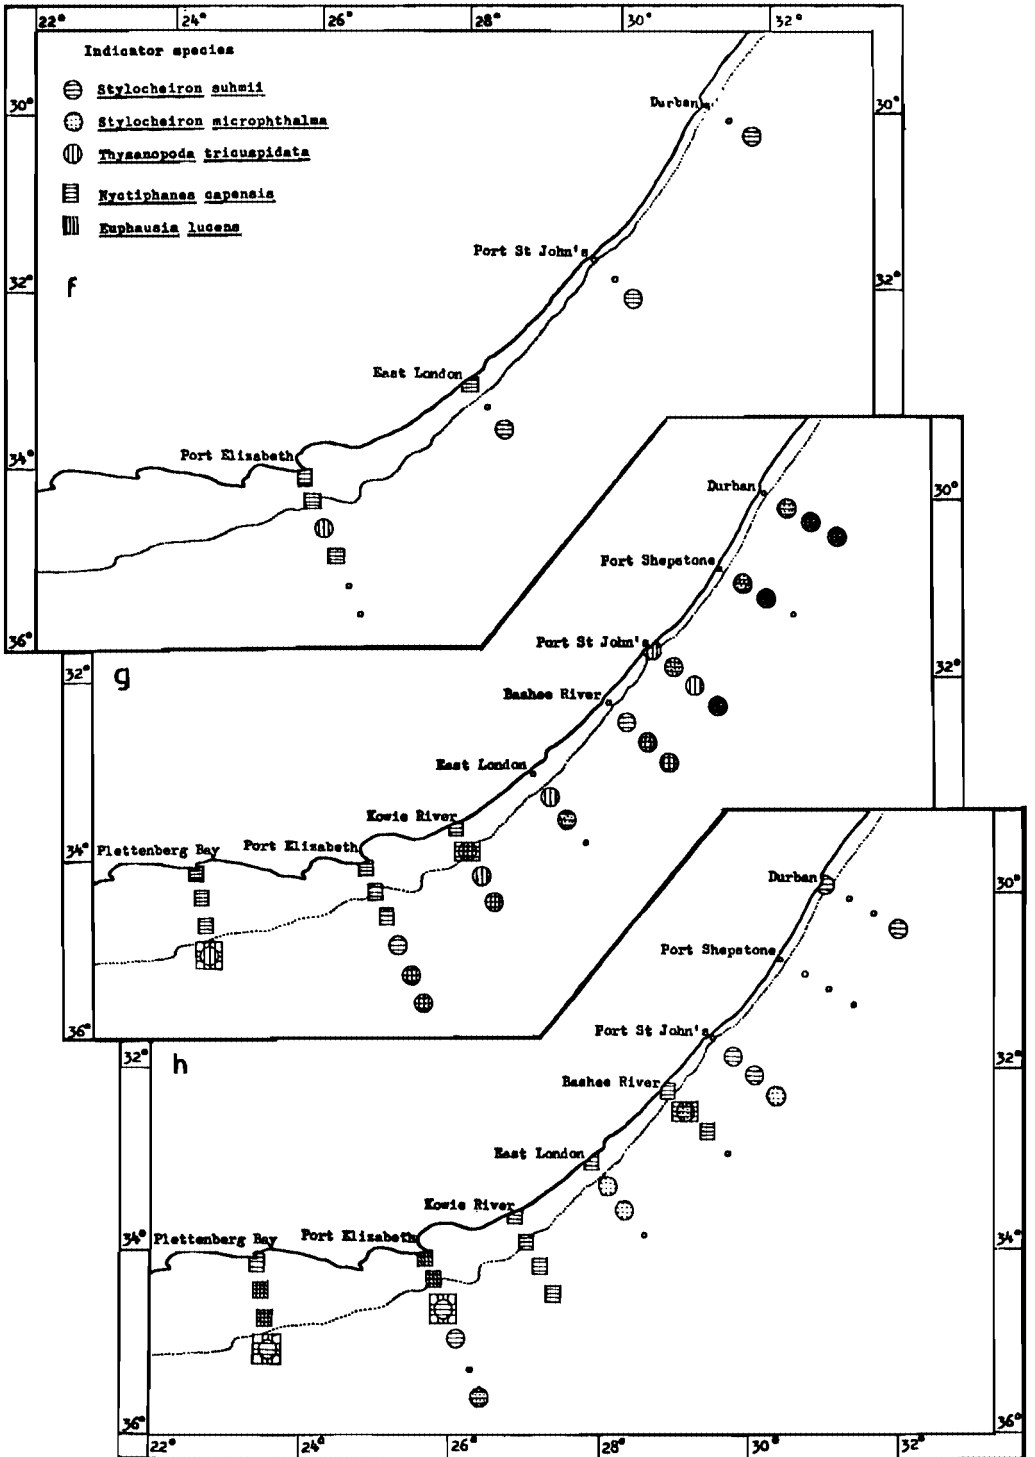 22° 24° 26° 28° 30° 32°
Indicator species
Stylocheiron suhmii
Stylocheiron microphthalma
Thysanopoda tricuspidata
Nyctiphanes capensis
Euphausia lucens
f
30°
32°
34°
36°
30°
32°
Durban
Port St John's
East London
Port Elizabeth
g
32°
34°
36°
30°
32°
Durban
Port Shepstone
Port St John's
Bashee River
East London
Kowie River
Port Elizabeth
Plettenberg Bay
h
32°
34°
36°
30°
32°
34°
36°
Durban
Port Shepstone
Port St John's
Bashee River
East London
Kowie River
Port Elizabeth
Plettenberg Bay
22° 24° 26° 28° 30° 32°